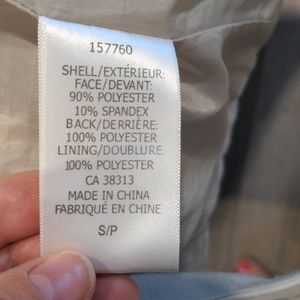 157760
SHELL/EXTÉRIEUR:
FACE/DEVANT:
90% POLYESTER
10% SPANDEX
BACK/DERRIÈRE:
100% POLYESTER
LINING/DOUBLURE:
100% POLYESTER
CA 38313
MADE IN CHINA
FABRIQUÉ EN CHINE
S/P